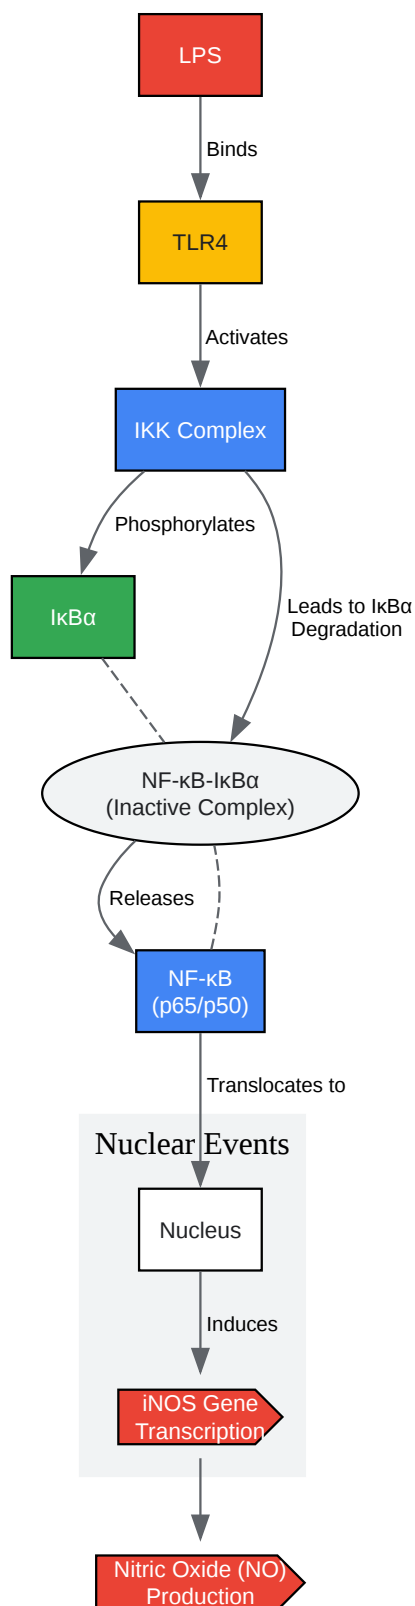 LPS
Binds
TLR4
Activates
IKK Complex
Phosphorylates
IκBα
Leads to IκBα
Degradation
NF-κB-IκBα
(Inactive Complex)
Releases
NF-κB
(p65/p50)
Translocates to
Nuclear Events
Nucleus
Induces
iNOS Gene
Transcription
Nitric Oxide (NO)
Production